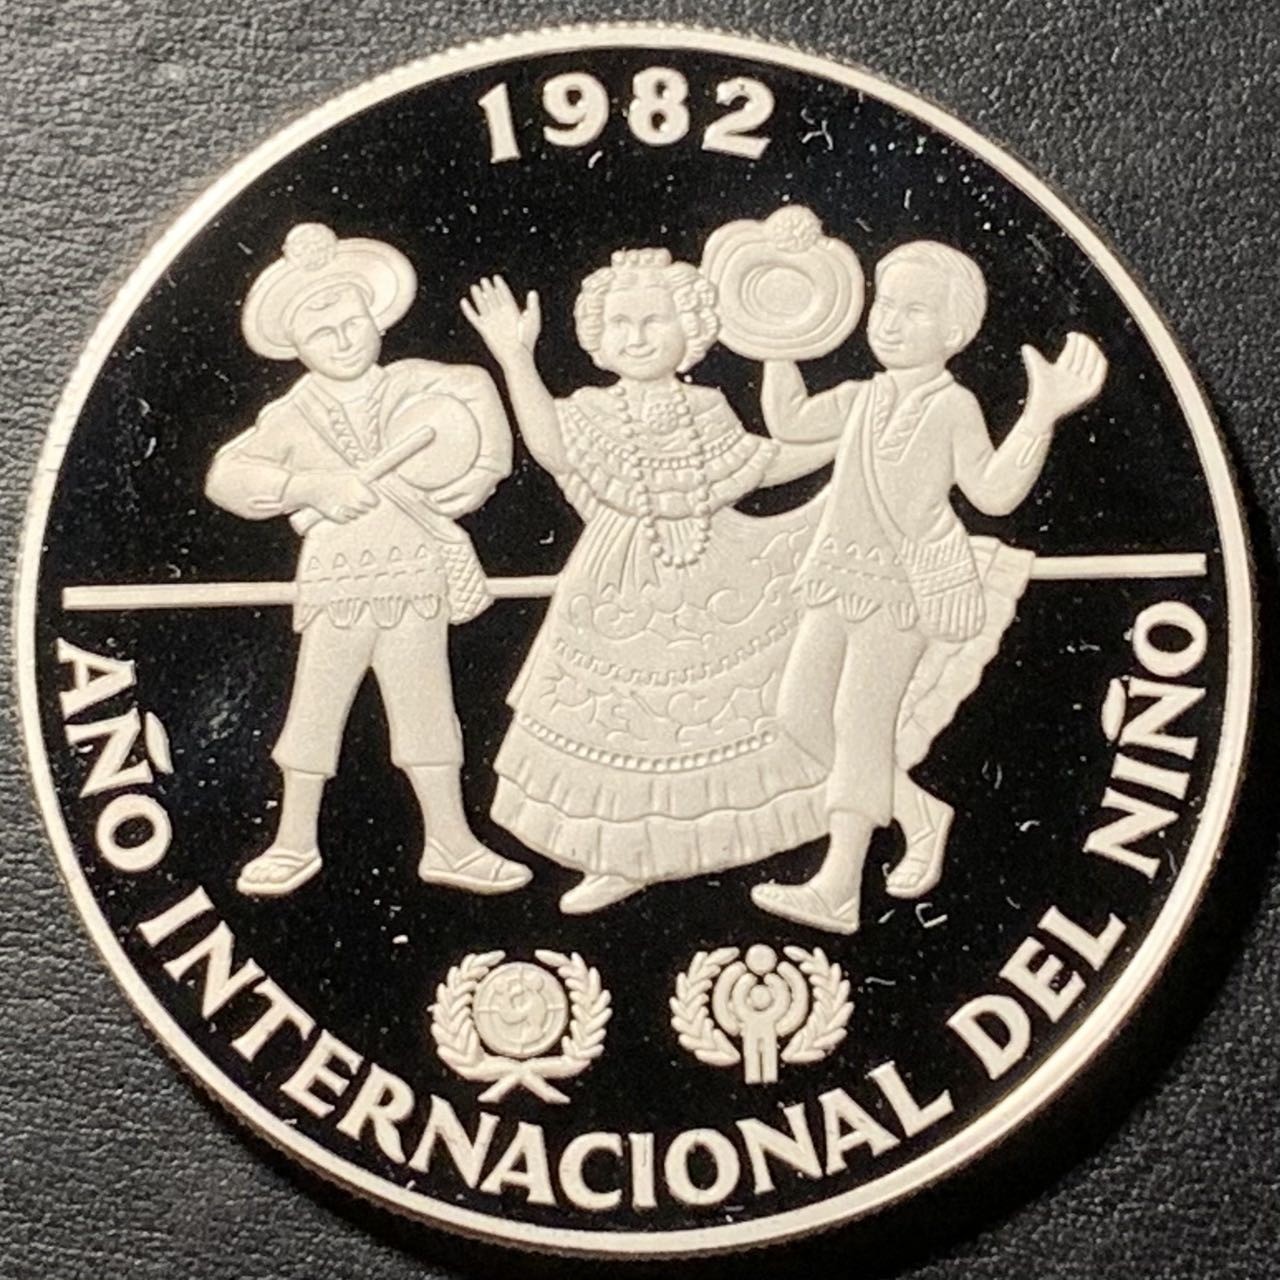 1982
AÑO INTERNACIONAL DEL NIÑO